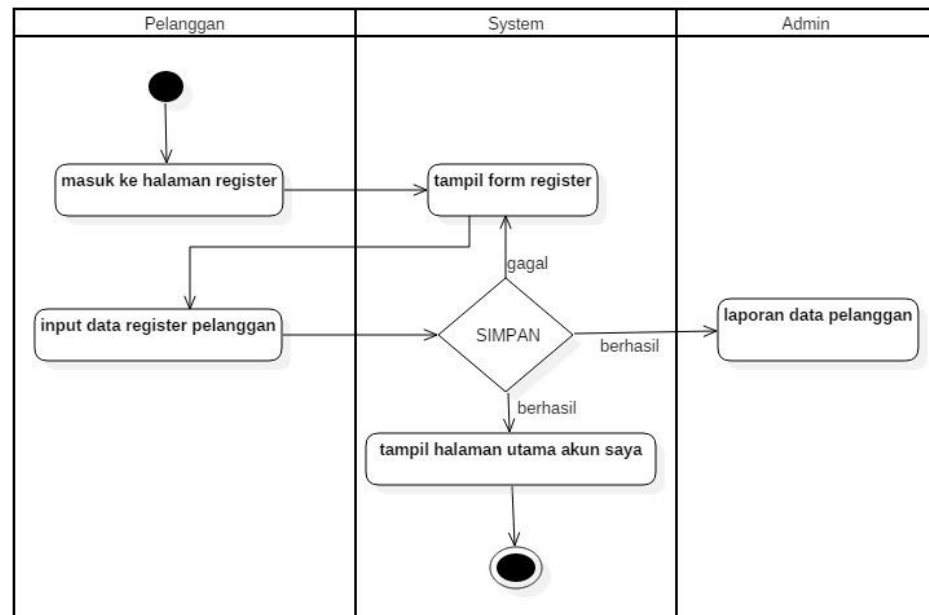 Pelanggan
System
Admin
masuk ke halaman register
tampil form register
gagal
input data register pelanggan
SIMPAN
laporan data pelanggan
berhasil
berhasil
tampil halaman utama akun saya